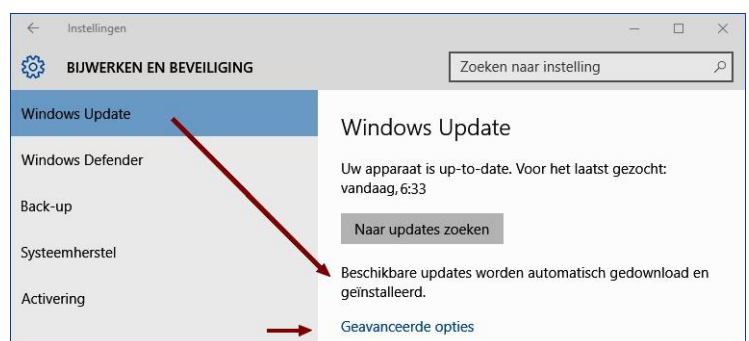 Instellingen
BIJWERKEN EN BEVEILIGING
Zoeken naar instelling
Windows Update
Windows Defender
Back-up
Systeemherstel
Activering
Windows Update
Uw apparaat is up-to-date. Voor het laatst gezocht:
vandaag, 6:33
Naar updates zoeken
Beschikbare updates worden automatisch gedownload en
geïnstalleerd.
Geavanceerde opties